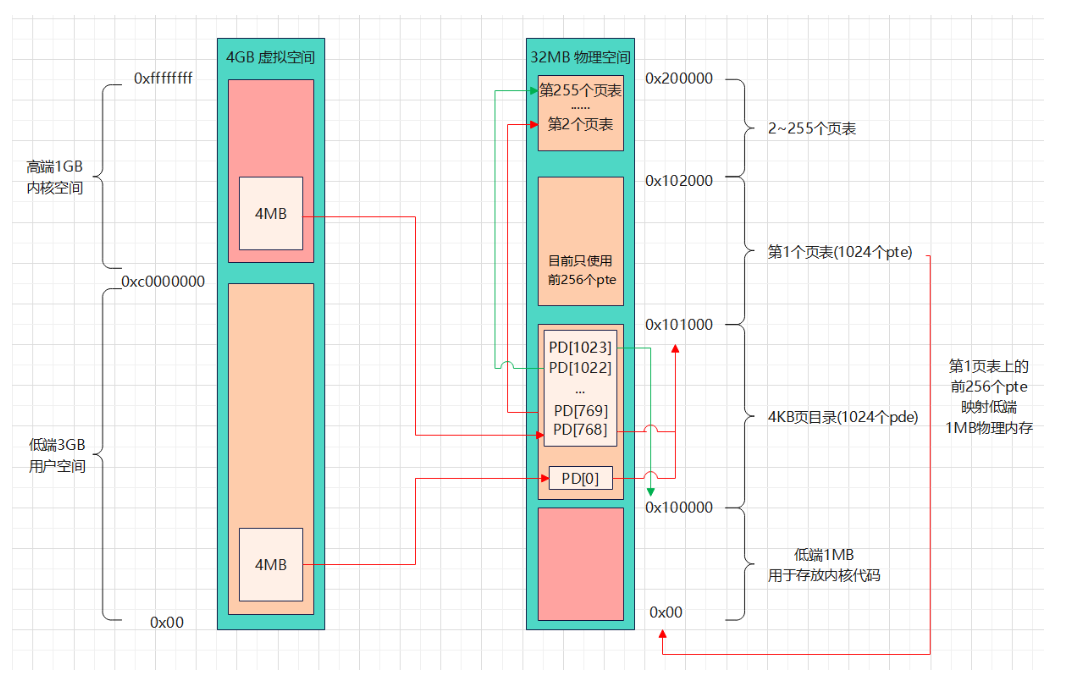 4GB 虚拟空间
0xffffffff
高端1GB
内核空间
4MB
0xc0000000
低端3GB
用户空间
4MB
0x00
32MB 物理空间
第255个页表
......
第2个页表
0x200000
2~255个页表
0x102000
目前只使用
前256个pte
第1个页表(1024个pte)
0x101000
PD[1023]
PD[1022]
...
PD[769]
PD[768]
PD[0]
4KB页目录(1024个pde)
第1页表上的
前256个pte
映射低端
1MB物理内存
0x100000
低端1MB
用于存放内核代码
0x00